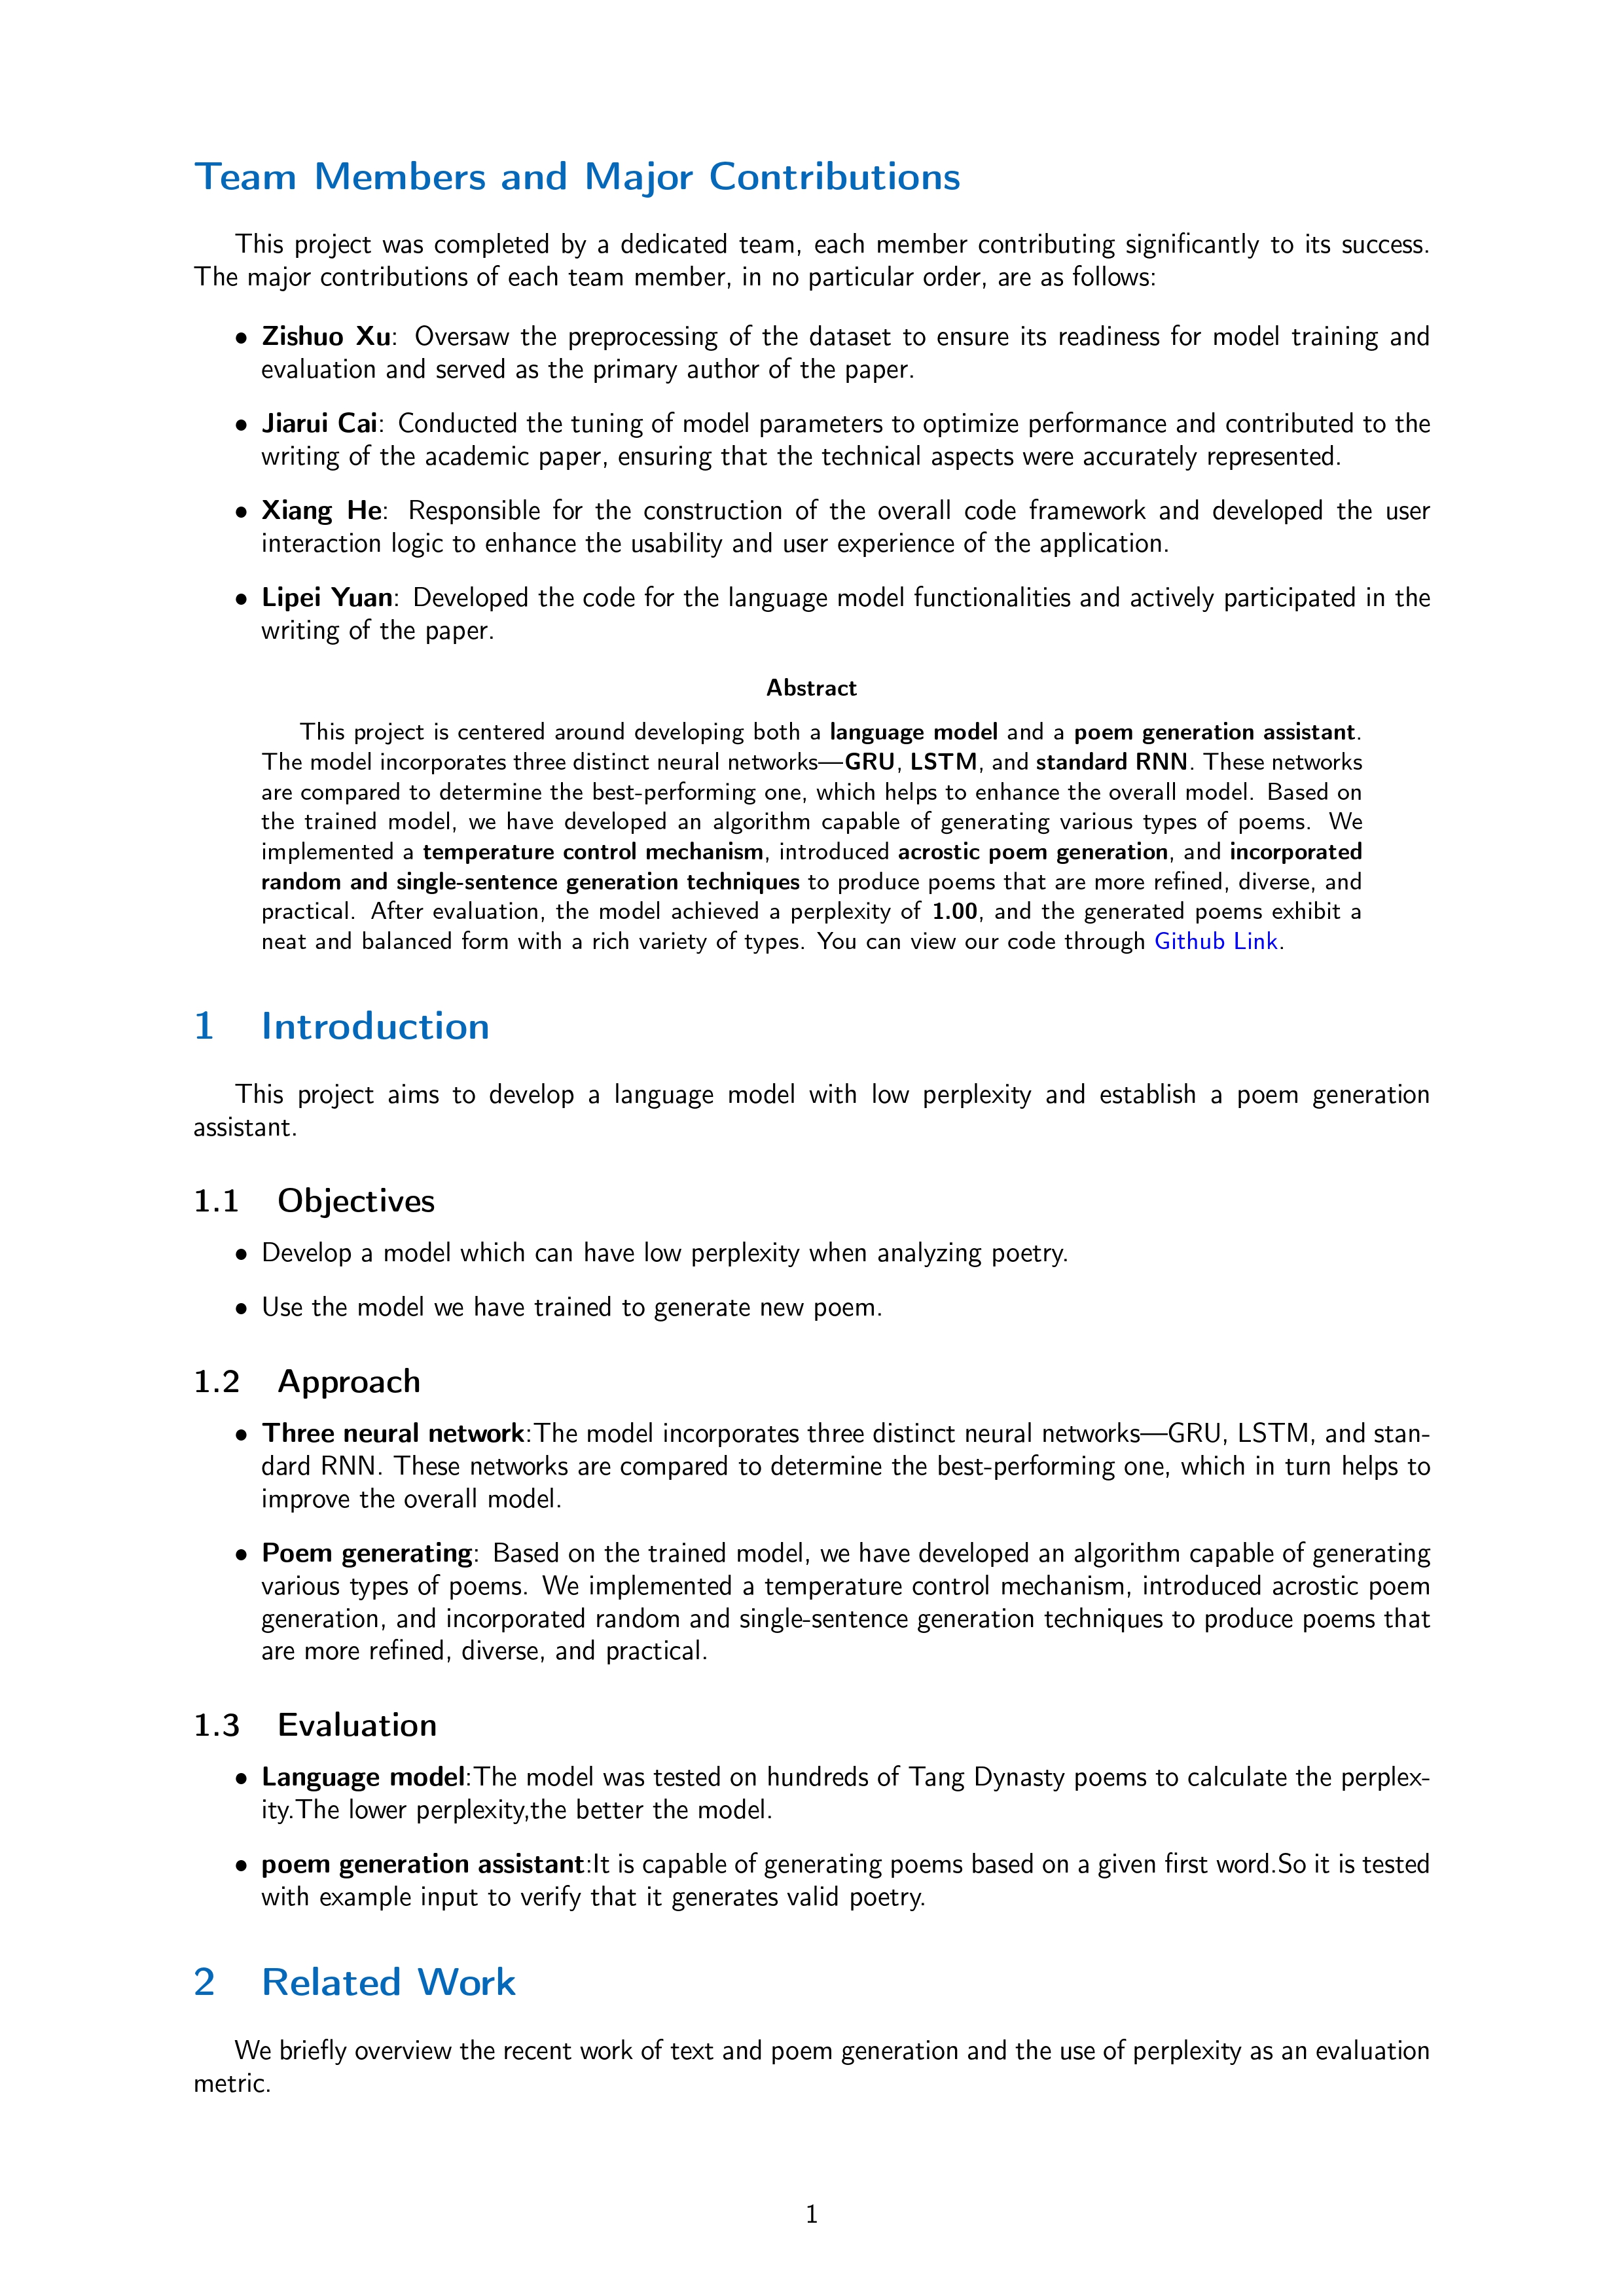 Team Members and Major Contributions
This project was completed by a dedicated team, each member contributing significantly to its success.
The major contributions of each team member, in no particular order, are as follows:
• Zishuo Xu: Oversaw the preprocessing of the dataset to ensure its readiness for model training and
evaluation and served as the primary author of the paper.
• Jiarui Cai: Conducted the tuning of model parameters to optimize performance and contributed to the
writing of the academic paper, ensuring that the technical aspects were accurately represented.
• Xiang He: Responsible for the construction of the overall code framework and developed the user
interaction logic to enhance the usability and user experience of the application.
• Lipei Yuan: Developed the code for the language model functionalities and actively participated in the
writing of the paper.
Abstract
This project is centered around developing both a language model and a poem generation assistant.
The model incorporates three distinct neural networks—GRU, LSTM, and standard RNN. These networks
are compared to determine the best-performing one, which helps to enhance the overall model. Based on
the trained model, we have developed an algorithm capable of generating various types of poems. We
implemented a temperature control mechanism, introduced acrostic poem generation, and incorporated
random and single-sentence generation techniques to produce poems that are more refined, diverse, and
practical. After evaluation, the model achieved a perplexity of 1.00, and the generated poems exhibit a
neat and balanced form with a rich variety of types. You can view our code through Github Link.
1 Introduction
This project aims to develop a language model with low perplexity and establish a poem generation
assistant.
1.1 Objectives
• Develop a model which can have low perplexity when analyzing poetry.
• Use the model we have trained to generate new poem.
1.2 Approach
• Three neural network:The model incorporates three distinct neural networks—GRU, LSTM, and stan-
dard RNN. These networks are compared to determine the best-performing one, which in turn helps to
improve the overall model.
• Poem generating: Based on the trained model, we have developed an algorithm capable of generating
various types of poems. We implemented a temperature control mechanism, introduced acrostic poem
generation, and incorporated random and single-sentence generation techniques to produce poems that
are more refined, diverse, and practical.
1.3 Evaluation
• Language model:The model was tested on hundreds of Tang Dynasty poems to calculate the perplex-
ity.The lower perplexity,the better the model.
• poem generation assistant:It is capable of generating poems based on a given first word.So it is tested
with example input to verify that it generates valid poetry.
2 Related Work
We briefly overview the recent work of text and poem generation and the use of perplexity as an evaluation
metric.
1